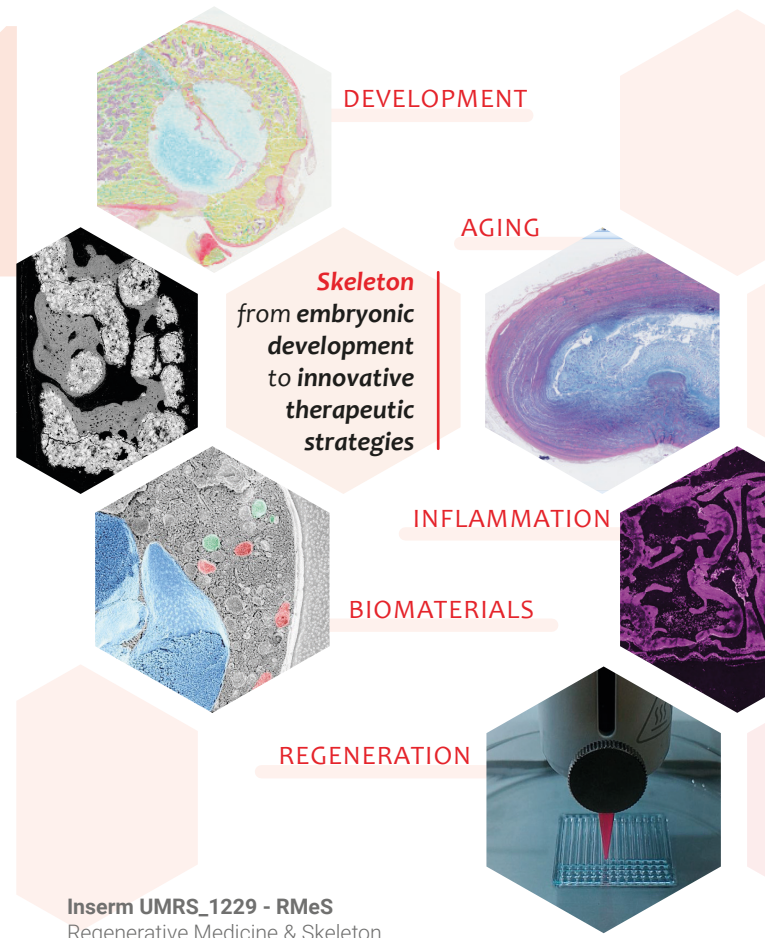 DEVELOPMENT
AGING
Skeleton
from embryonic
development
to innovative
therapeutic
strategies
INFLAMMATION
BIOMATERIALS
REGENERATION
Inserm UMRS_1229 - RMeS
Regenerative Medicine & Skeleton